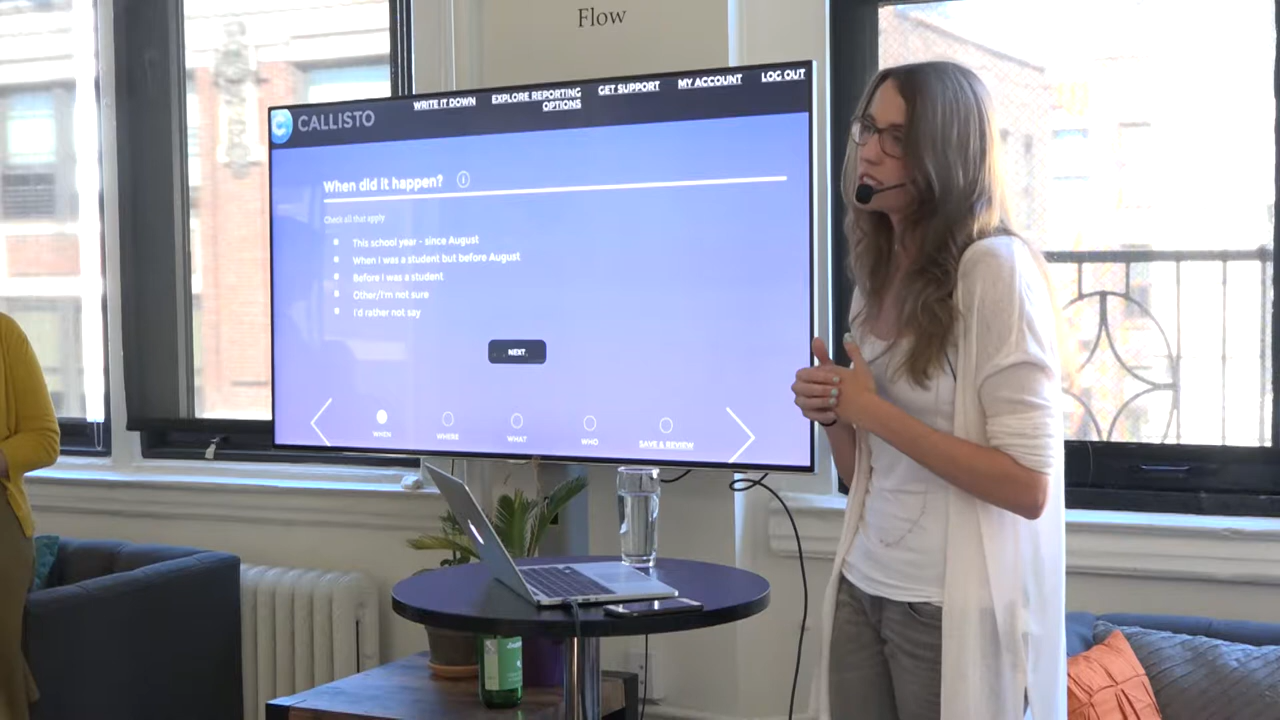 Flow
CALLISTO
WRITE IT DOWN
EXPLORE REPORTING
OPTIONS
GET SUPPORT
MY ACCOUNT
LOG OUT
When did it happen? i
Check all that apply
This school year - since August
When I was a student but before August
Before I was a student
Other/I'm not sure
I'd rather not say
NEXT
WHEN
WHERE
WHAT
WHO
SAVE & REVIEW